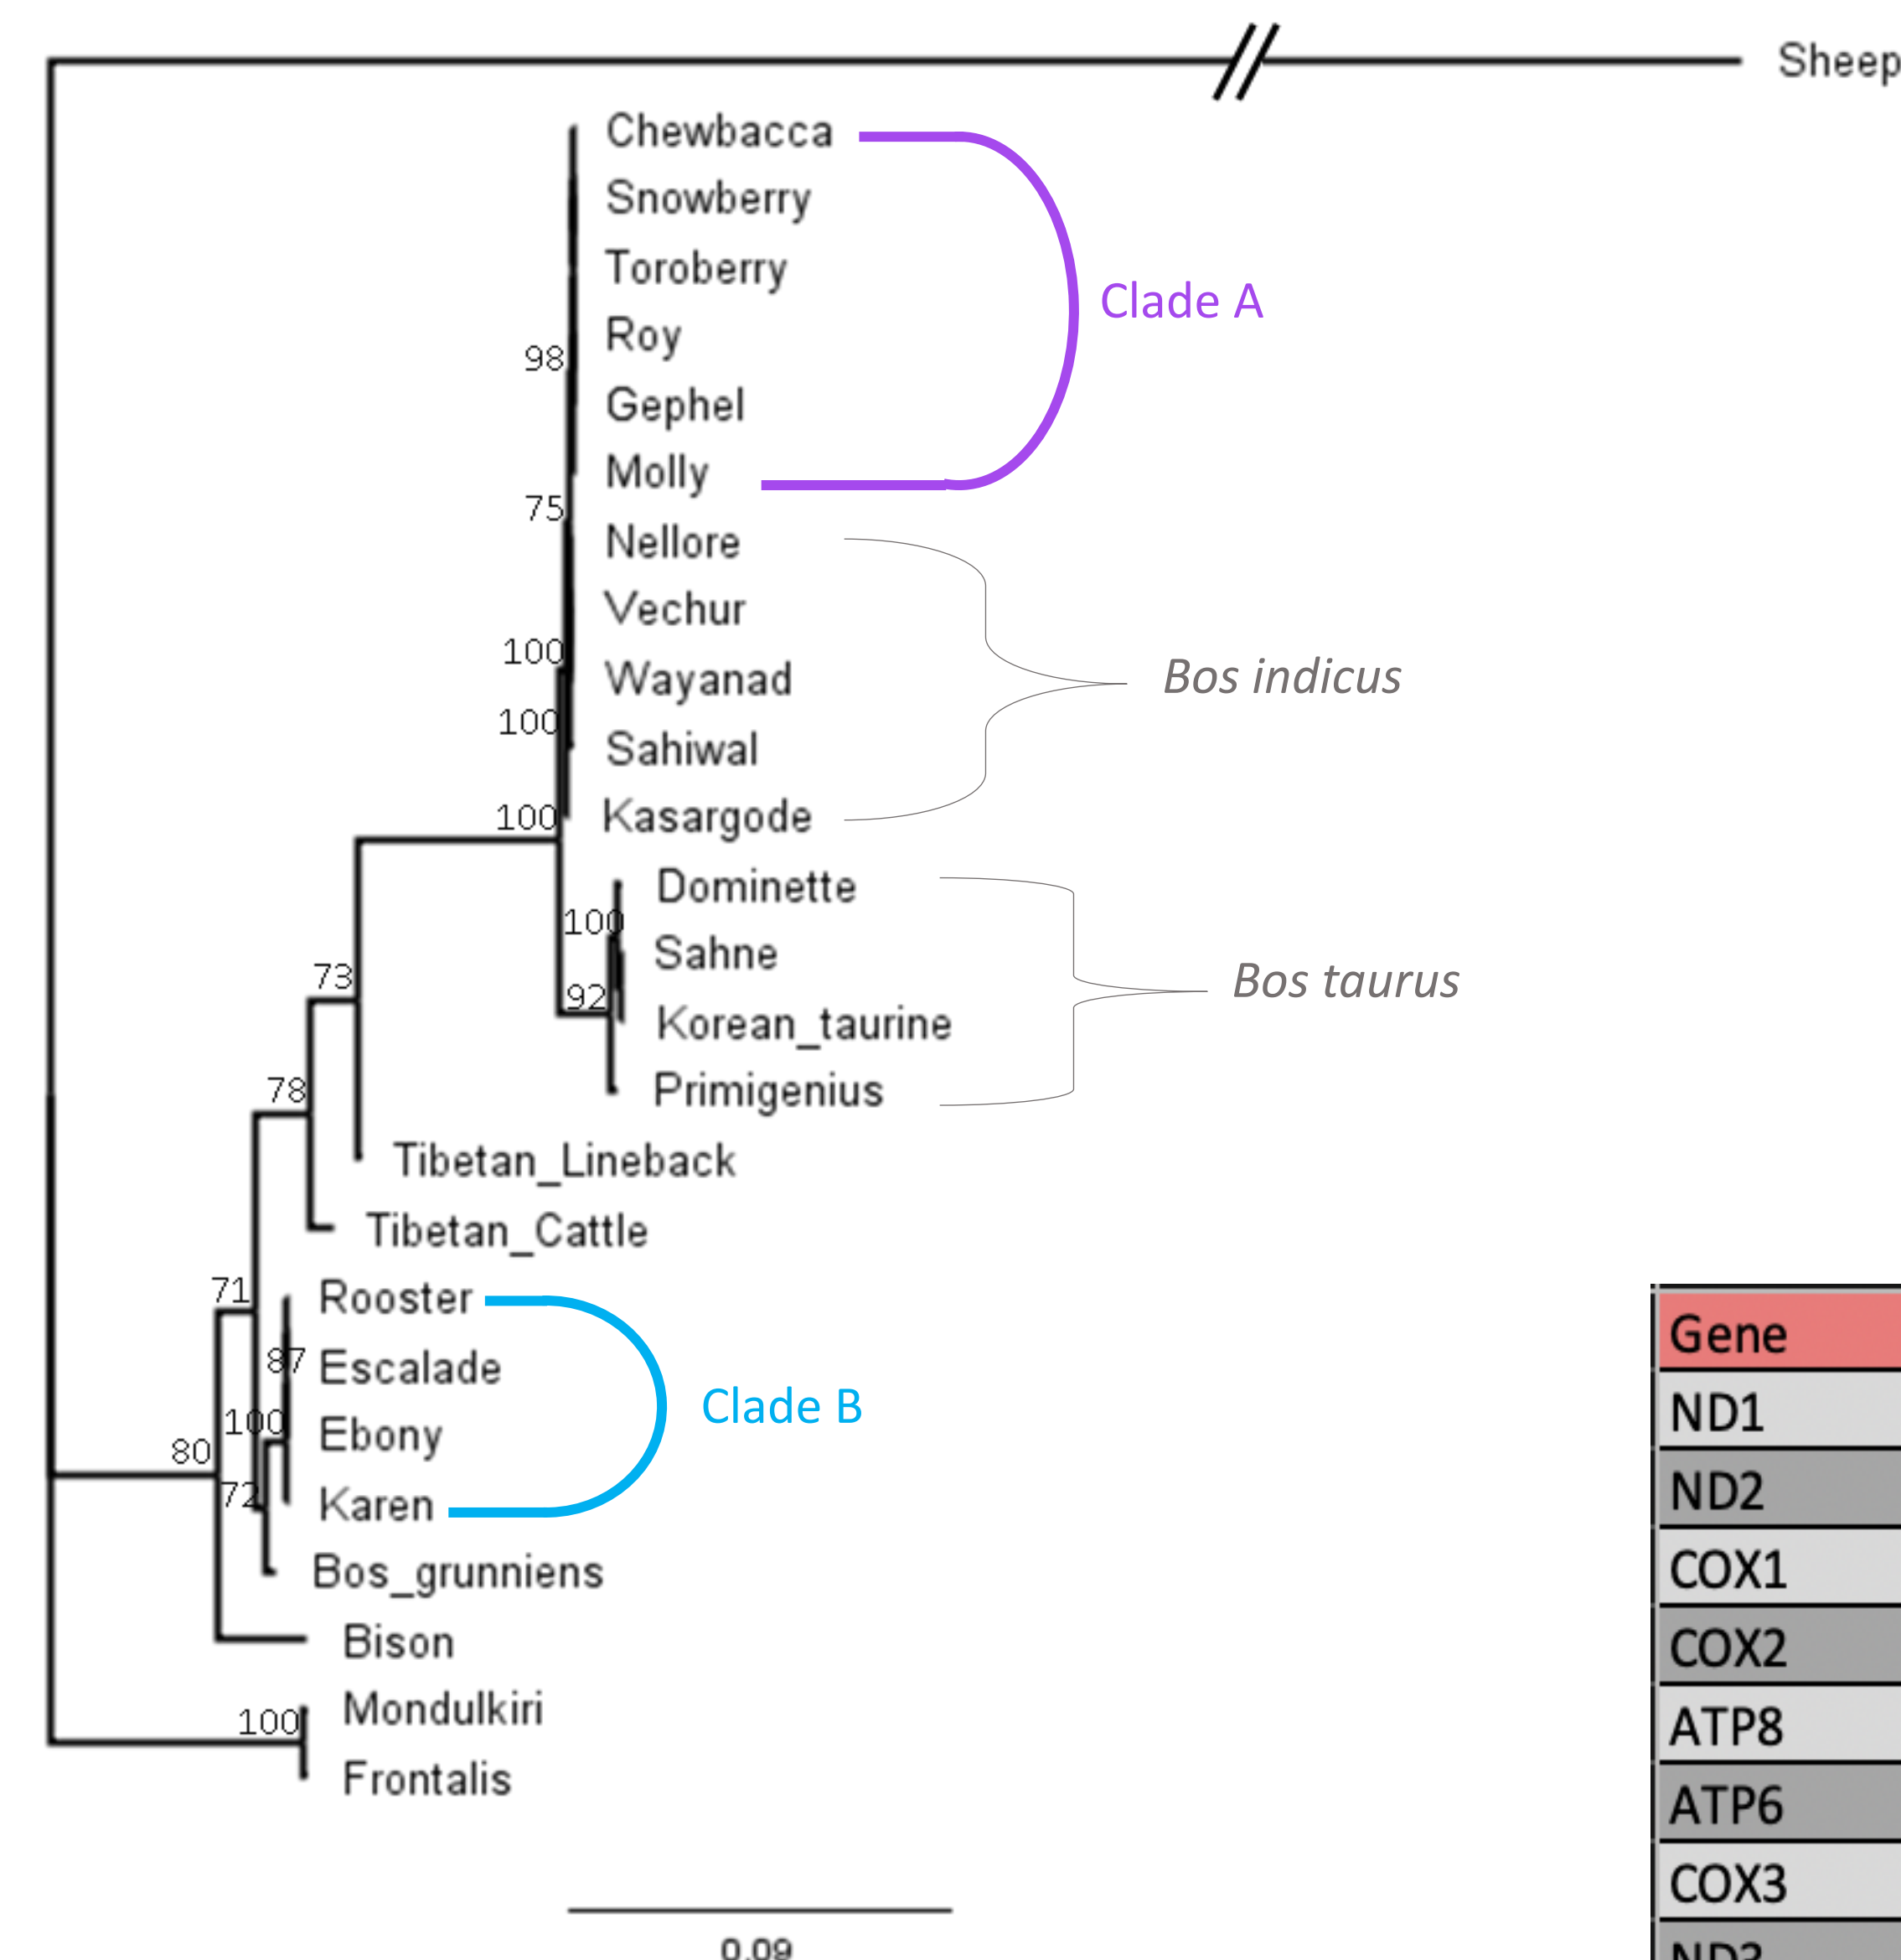 Sheep
Chewbacca
Snowberry
Toroberry
Clade A
Roy
98
Gephel
Molly
75
Nellore
Vechur
100
Wayanad
Bos indicus
100
Sahiwal
100
Kasargode
Dominette
100
Sahne
73
Bos taurus
92
Korean_taurine
78
Primigenius
Tibetan_Lineback
Tibetan_Cattle
71
Rooster
87
Escalade
Clade B
100
Ebony
80
72
Karen
Bos_grunniens
Bison
Mondulkiri
100
Frontalis
0.09
Gene
ND1
ND2
COX1
COX2
ATP8
ATP6
COX3
ND3